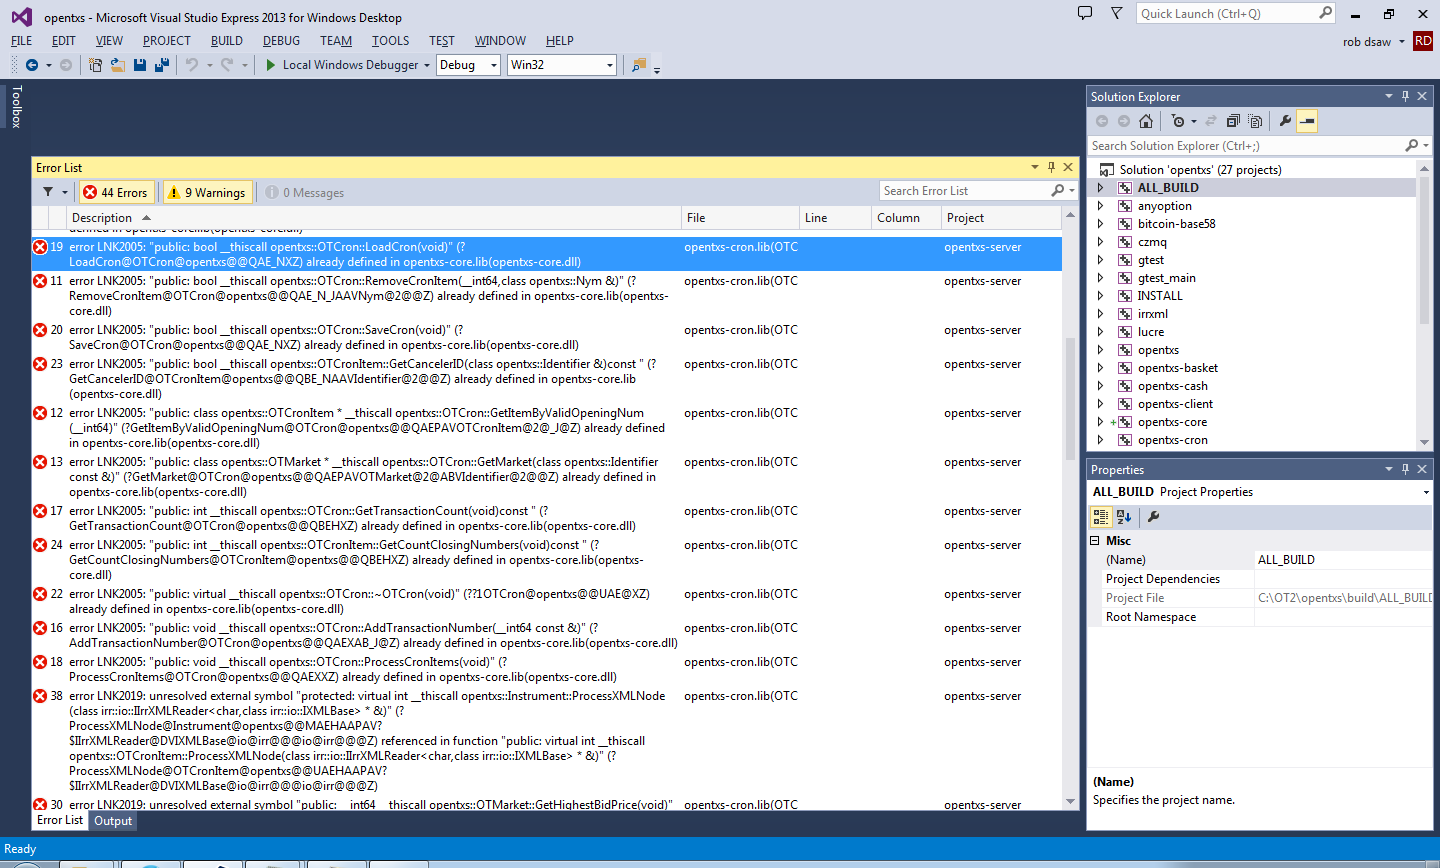 opentxs - Microsoft Visual Studio Express 2013 for Windows Desktop
Quick Launch (Ctrl+Q)
FILE EDIT VIEW PROJECT BUILD DEBUG TEAM TOOLS TEST WINDOW HELP
rob dsaw RD
Local Windows Debugger Debug Win32
Toolbox
Error List
44 Errors 9 Warnings 0 Messages
Search Error List
Description File Line Column Project
defined in opentxs-core.lib(opentxs-core.dll)
19 error LNK2005: "public: bool __thiscall opentxs::OTCron::LoadCron(void)" (? opentxs-cron.lib(OTC opentxs-server
LoadCron@OTCron@opentxs@@QAE_NXZ) already defined in opentxs-core.lib(opentxs-core.dll)
11 error LNK2005: "public: bool __thiscall opentxs::OTCron::RemoveCronItem(__int64,class opentxs::Nym &)" (? opentxs-cron.lib(OTC opentxs-server
RemoveCronItem@OTCron@opentxs@@QAE_N_JAAVNym@2@@Z) already defined in opentxs-core.lib(opentxs-
core.dll)
20 error LNK2005: "public: bool __thiscall opentxs::OTCron::SaveCron(void)" (? opentxs-cron.lib(OTC opentxs-server
SaveCron@OTCron@opentxs@@QAE_NXZ) already defined in opentxs-core.lib(opentxs-core.dll)
23 error LNK2005: "public: bool __thiscall opentxs::OTCronItem::GetCancelerID(class opentxs::Identifier &)const " (? opentxs-cron.lib(OTC opentxs-server
GetCancelerID@OTCronItem@opentxs@@QBE_NAAVIdentifier@2@@Z) already defined in opentxs-core.lib
(opentxs-core.dll)
12 error LNK2005: "public: class opentxs::OTCronItem * __thiscall opentxs::OTCron::GetItemByValidOpeningNum opentxs-cron.lib(OTC opentxs-server
(__int64)" (?GetItemByValidOpeningNum@OTCron@opentxs@@QAEPAVOTCronItem@2@_J@Z) already defined
in opentxs-core.lib(opentxs-core.dll)
13 error LNK2005: "public: class opentxs::OTMarket * __thiscall opentxs::OTCron::GetMarket(class opentxs::Identifier opentxs-cron.lib(OTC opentxs-server
const &)" (?GetMarket@OTCron@opentxs@@QAEPAVOTMarket@2@ABVIdentifier@2@@Z) already defined in
opentxs-core.lib(opentxs-core.dll)
17 error LNK2005: "public: int __thiscall opentxs::OTCron::GetTransactionCount(void)const " (? opentxs-cron.lib(OTC opentxs-server
GetTransactionCount@OTCron@opentxs@@QBEHXZ) already defined in opentxs-core.lib(opentxs-core.dll)
24 error LNK2005: "public: int __thiscall opentxs::OTCronItem::GetCountClosingNumbers(void)const " (? opentxs-cron.lib(OTC opentxs-server
GetCountClosingNumbers@OTCronItem@opentxs@@QBEHXZ) already defined in opentxs-core.lib(opentxs-
core.dll)
22 error LNK2005: "public: virtual __thiscall opentxs::OTCron::~OTCron(void)" (??1OTCron@opentxs@@UAE@XZ) opentxs-cron.lib(OTC opentxs-server
already defined in opentxs-core.lib(opentxs-core.dll)
16 error LNK2005: "public: void __thiscall opentxs::OTCron::AddTransactionNumber(__int64 const &)" (? opentxs-cron.lib(OTC opentxs-server
AddTransactionNumber@OTCron@opentxs@@QAEXAB_J@Z) already defined in opentxs-core.lib(opentxs-core.dll)
18 error LNK2005: "public: void __thiscall opentxs::OTCron::ProcessCronItems(void)" (? opentxs-cron.lib(OTC opentxs-server
ProcessCronItems@OTCron@opentxs@@QAEXXZ) already defined in opentxs-core.lib(opentxs-core.dll)
38 error LNK2019: unresolved external symbol "protected: virtual int __thiscall opentxs::Instrument::ProcessXMLNode opentxs-cron.lib(OTC opentxs-server
(class irr::io::IIrrXMLReader<char,class irr::io::IXMLBase> * &)" (?
ProcessXMLNode@Instrument@opentxs@@MAEHAAPAV?
$IIrrXMLReader@DVIXMLBase@io@irr@@@io@irr@@@Z) referenced in function "public: virtual int __thiscall
opentxs::OTCronItem::ProcessXMLNode(class irr::io::IIrrXMLReader<char,class irr::io::IXMLBase> * &)" (?
ProcessXMLNode@OTCronItem@opentxs@@UAEHAAPAV?
$IIrrXMLReader@DVIXMLBase@io@irr@@@io@irr@@@Z)
30 error LNK2019: unresolved external symbol "public: __int64 __thiscall opentxs::OTMarket::GetHighestBidPrice(void)" opentxs-cron.lib(OTC opentxs-server
Error List Output
Ready
Solution Explorer
Search Solution Explorer (Ctrl+;)
Solution 'opentxs' (27 projects)
ALL_BUILD
anyoption
bitcoin-base58
czmq
gtest
gtest_main
INSTALL
irrxml
lucre
opentxs
opentxs-basket
opentxs-cash
opentxs-client
opentxs-core
opentxs-cron
Properties
ALL_BUILD Project Properties
Misc
(Name) ALL_BUILD
Project Dependencies
Project File C:\OT2\opentxs\build\ALL_BUILD
Root Namespace
(Name)
Specifies the project name.